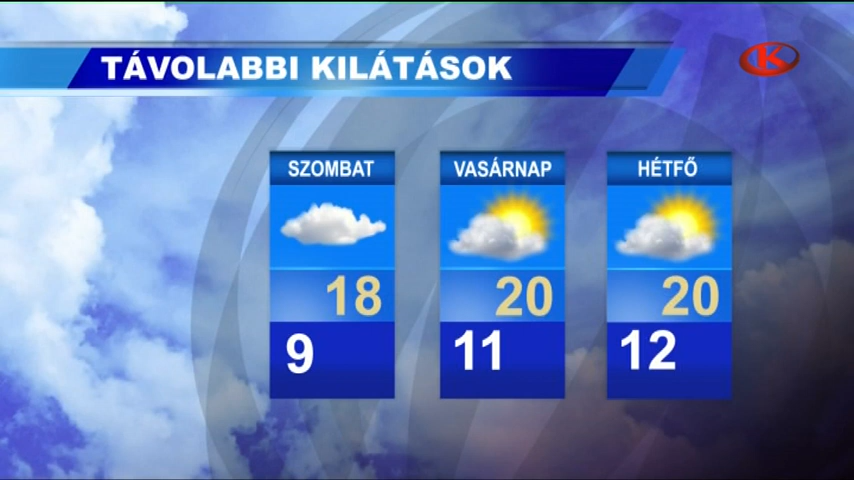 TÁVOLABBI KILÁTÁSOK
K
SZOMBAT VASÁRNAP HÉTFŐ
18 20 20
9 11 12